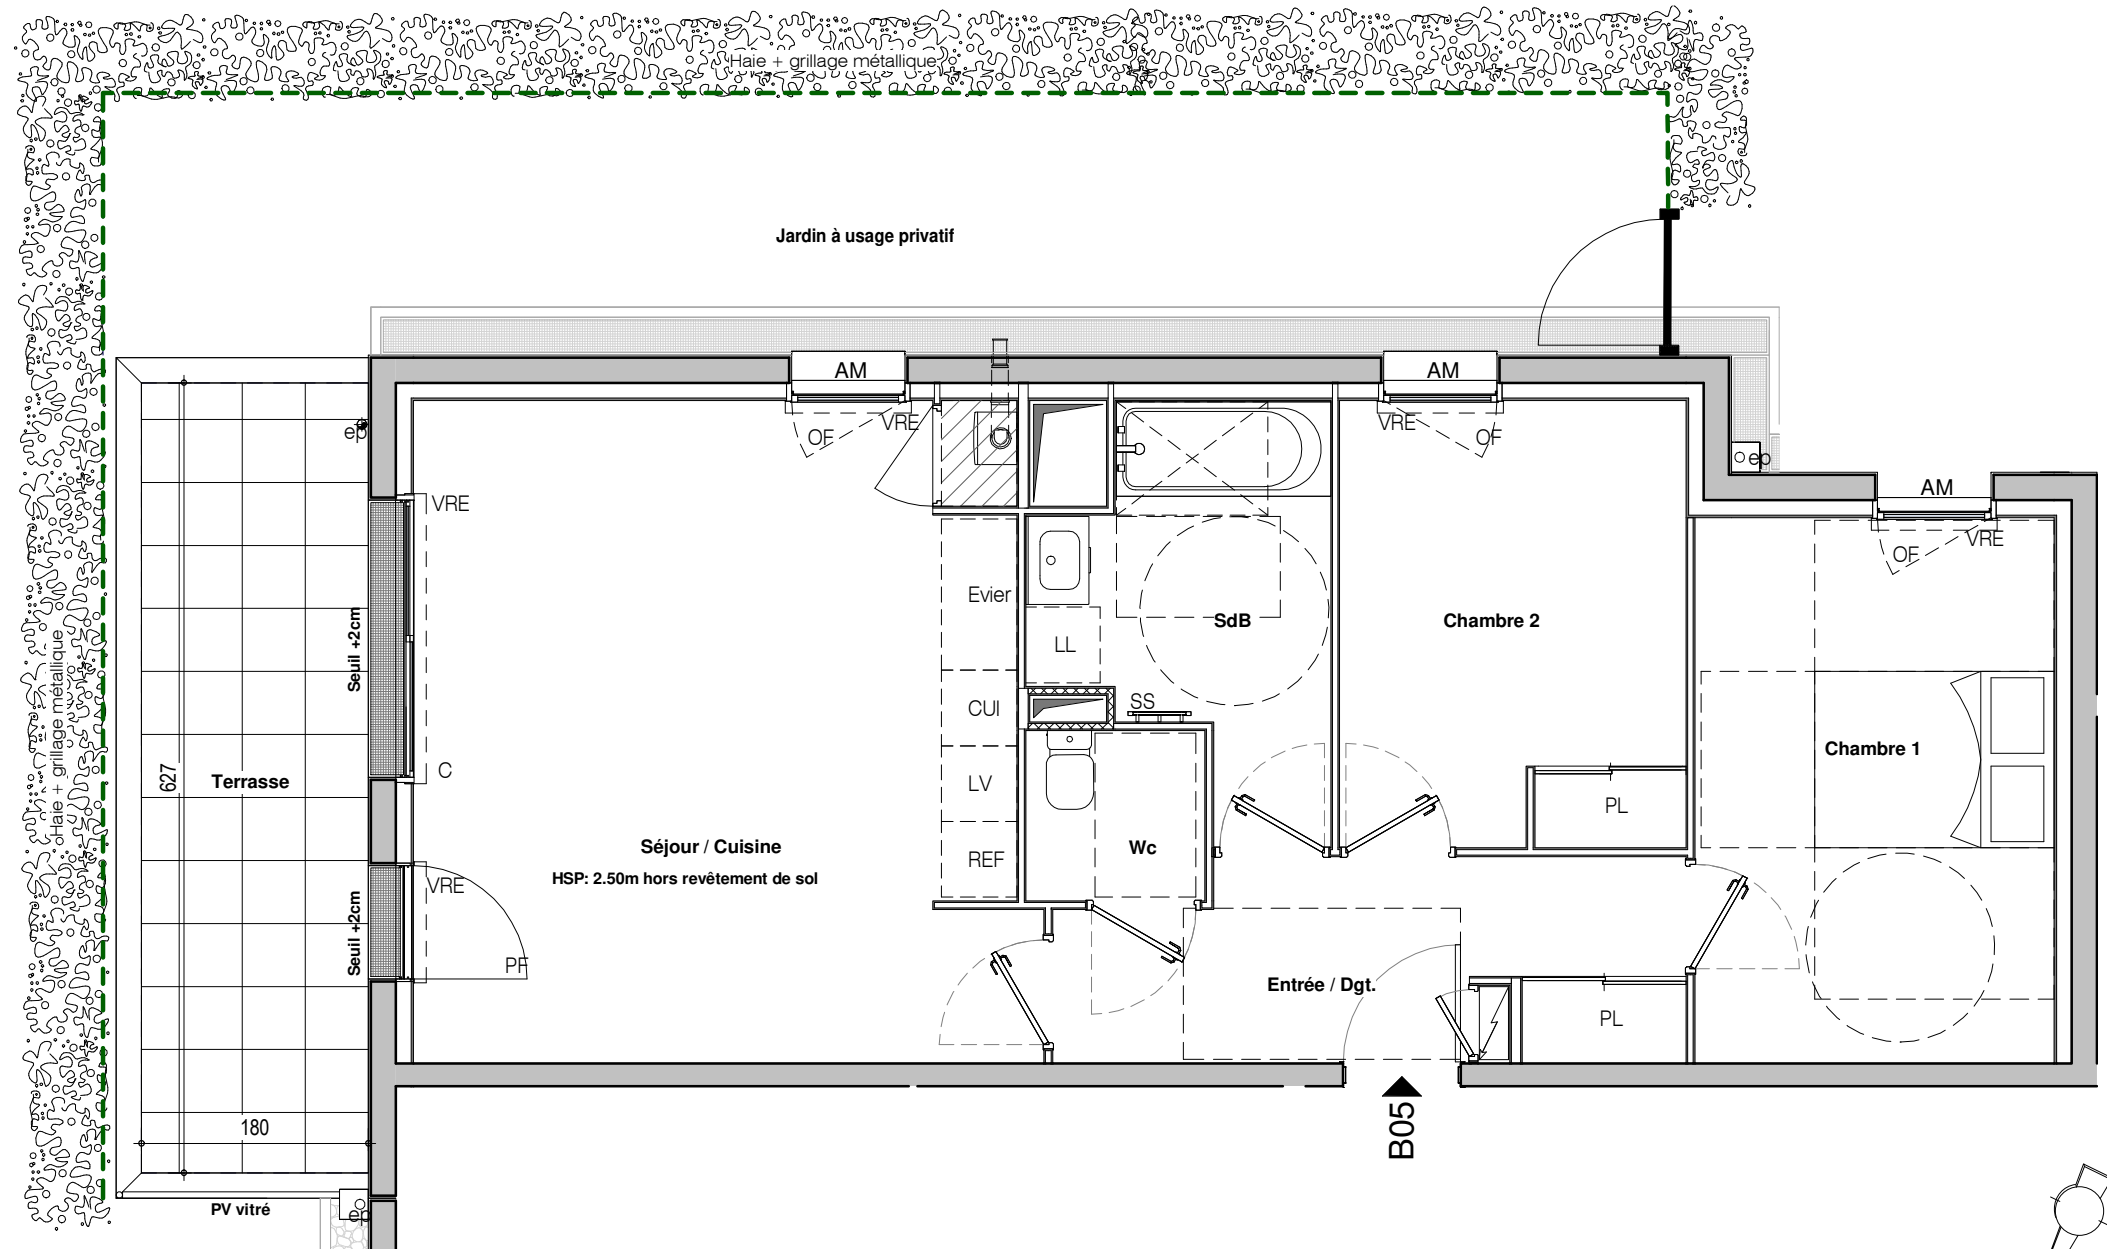 Haie + grillage métallique
Jardin à usage privatif
AM
AM
ep
VRE
OF
VRE
OF
ep
AM
VRE
OF
VRE
Evier
Seuil +2cm
SdB
Chambre 2
Haie + grillage métallique
LL
SS
CUI
Chambre 1
C
627
Terrasse
LV
PL
Séjour / Cuisine
Wc
REF
HSP: 2.50m hors revêtement de sol
VRE
Seuil +2cm
PF
Entrée / Dgt.
PL
180
B05
PV vitré
ep